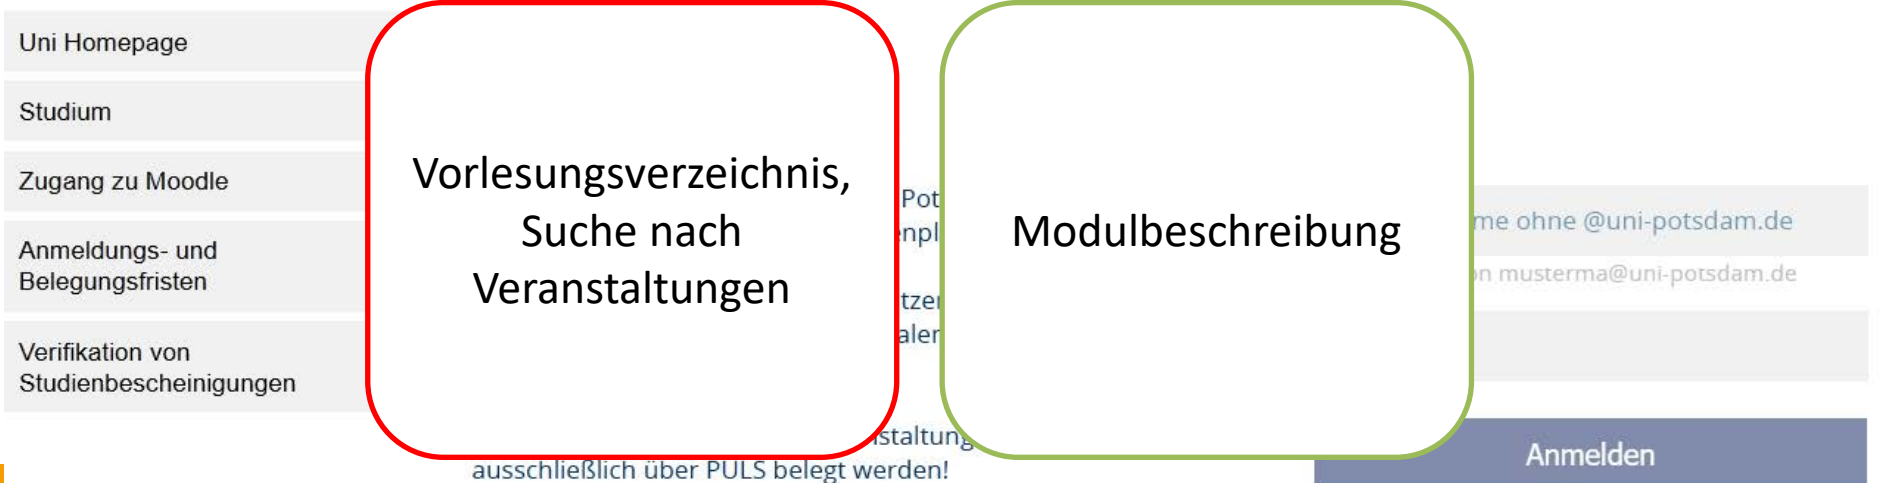 Uni Homepage
Studium
Zugang zu Moodle
Anmeldungs- und
Belegungsfristen
Verifikation von
Studienbescheinigungen
Vorlesungsverzeichnis,
Suche nach
Veranstaltungen
Modulbeschreibung
ohne @uni-potsdam.de
musterma@uni-potsdam.de
ausschließlich über PULS belegt werden!
Anmelden